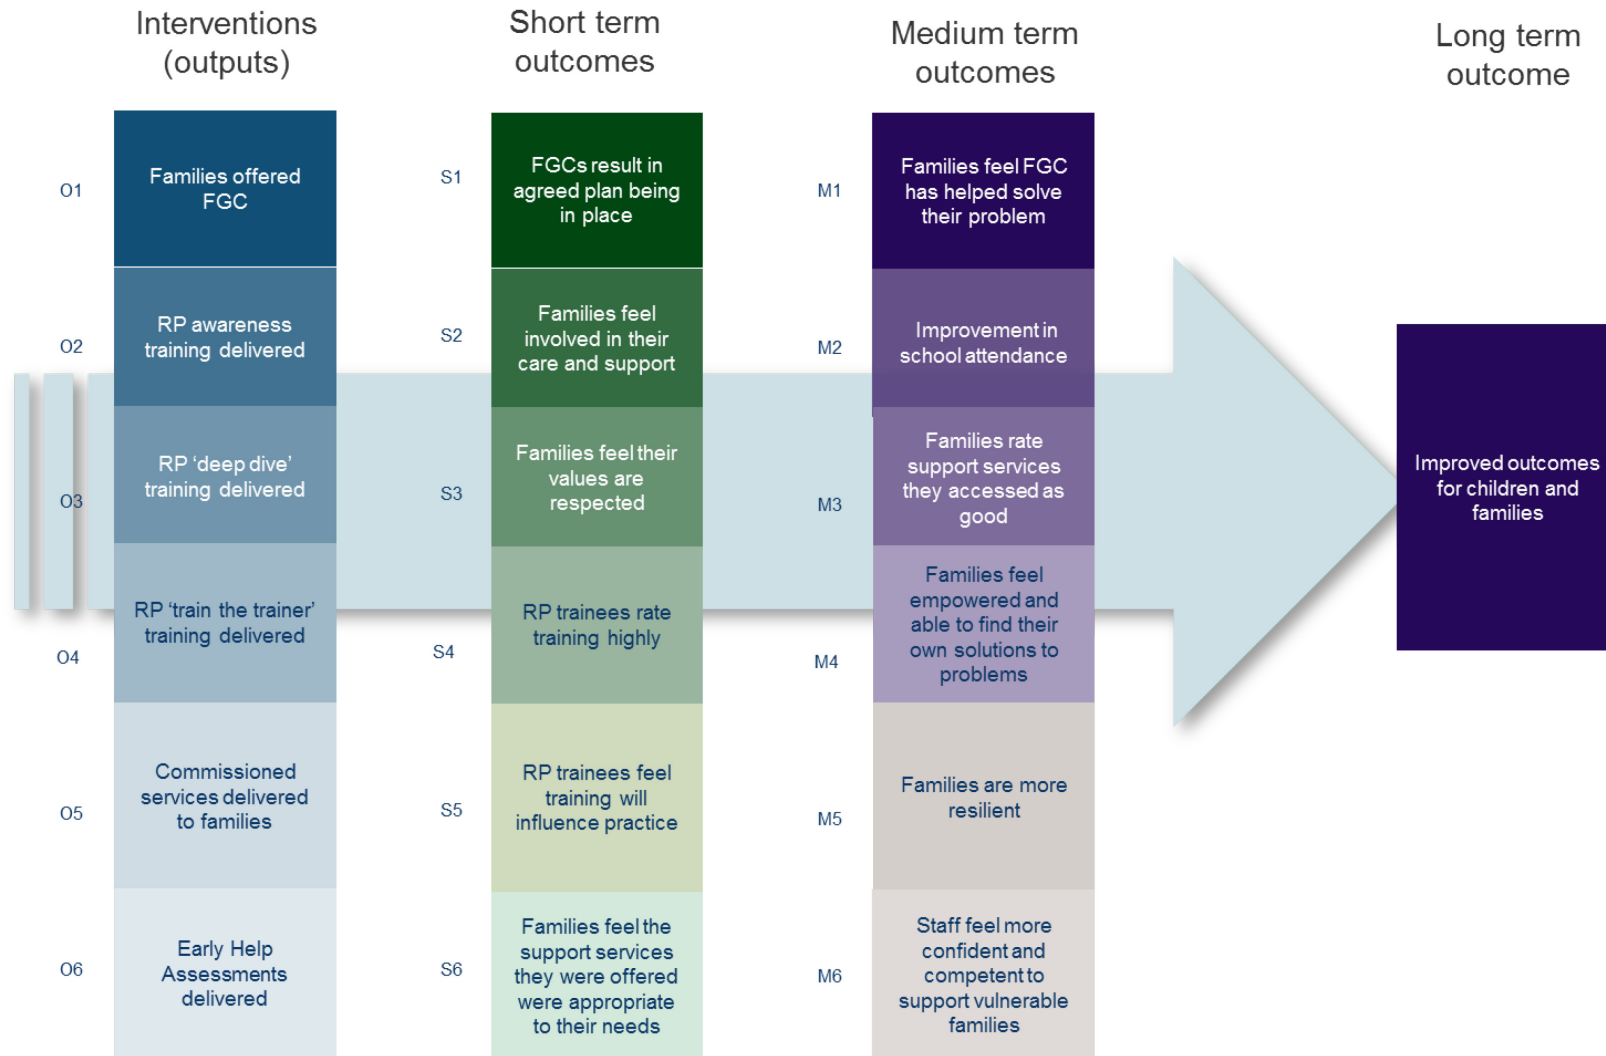 Interventions
(outputs)
Short term
outcomes
Medium term
outcomes
Long term
outcome
O1
Families offered
FGC
O2
RP awareness
training delivered
O3
RP ‘deep dive’
training delivered
O4
RP ‘train the trainer’
training delivered
O5
Commissioned
services delivered
to families
O6
Early Help
Assessments
delivered
S1
FGCs result in
agreed plan being
in place
S2
Families feel
involved in their
care and support
S3
Families feel their
values are
respected
S4
RP trainees rate
training highly
S5
RP trainees feel
training will
influence practice
S6
Families feel the
support services
they were offered
were appropriate
to their needs
M1
Families feel FGC
has helped solve
their problem
M2
Improvement in
school attendance
M3
Families rate
support services
they accessed as
good
M4
Families feel
empowered and
able to find their
own solutions to
problems
M5
Families are more
resilient
M6
Staff feel more
confident and
competent to
support vulnerable
families
Improved outcomes
for children and
families